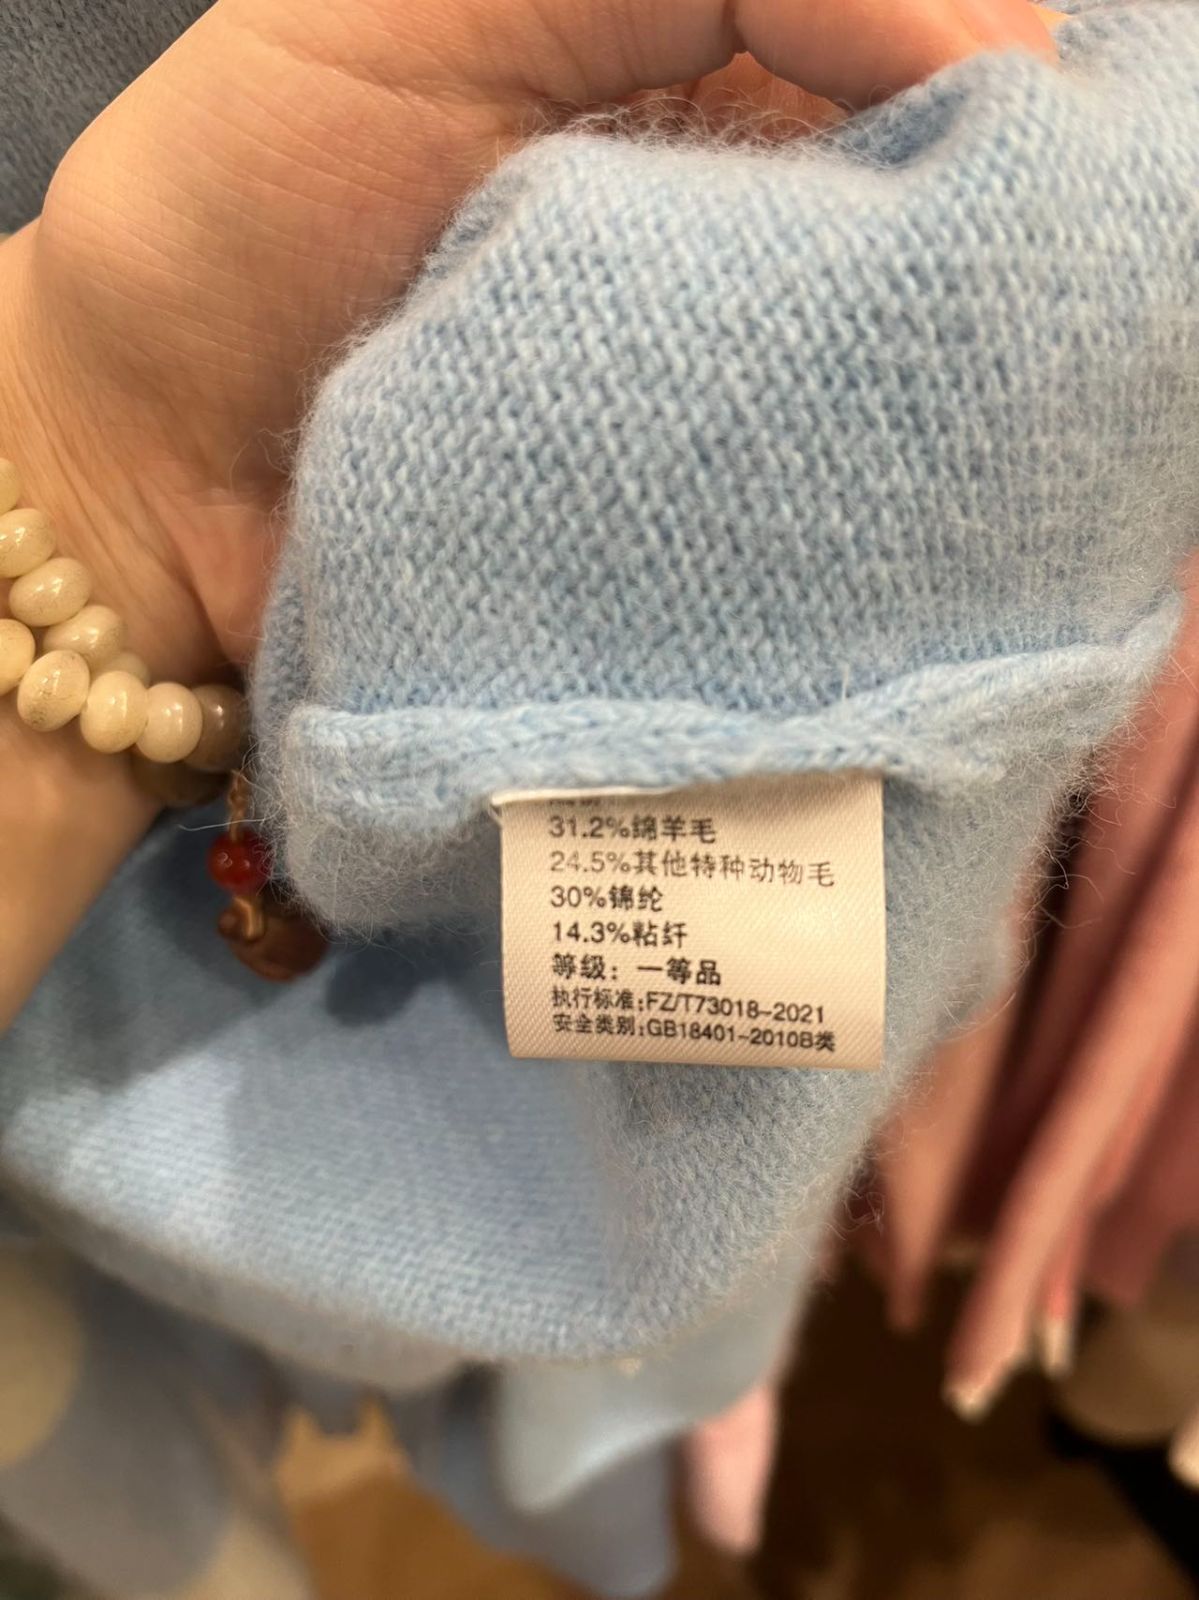 31.2%绵羊毛
24.5%其他特种动物毛
30%锦纶
14.3%粘纤
等级：一等品
执行标准:FZ/T73018-2021
安全类别:GB18401-2010B类